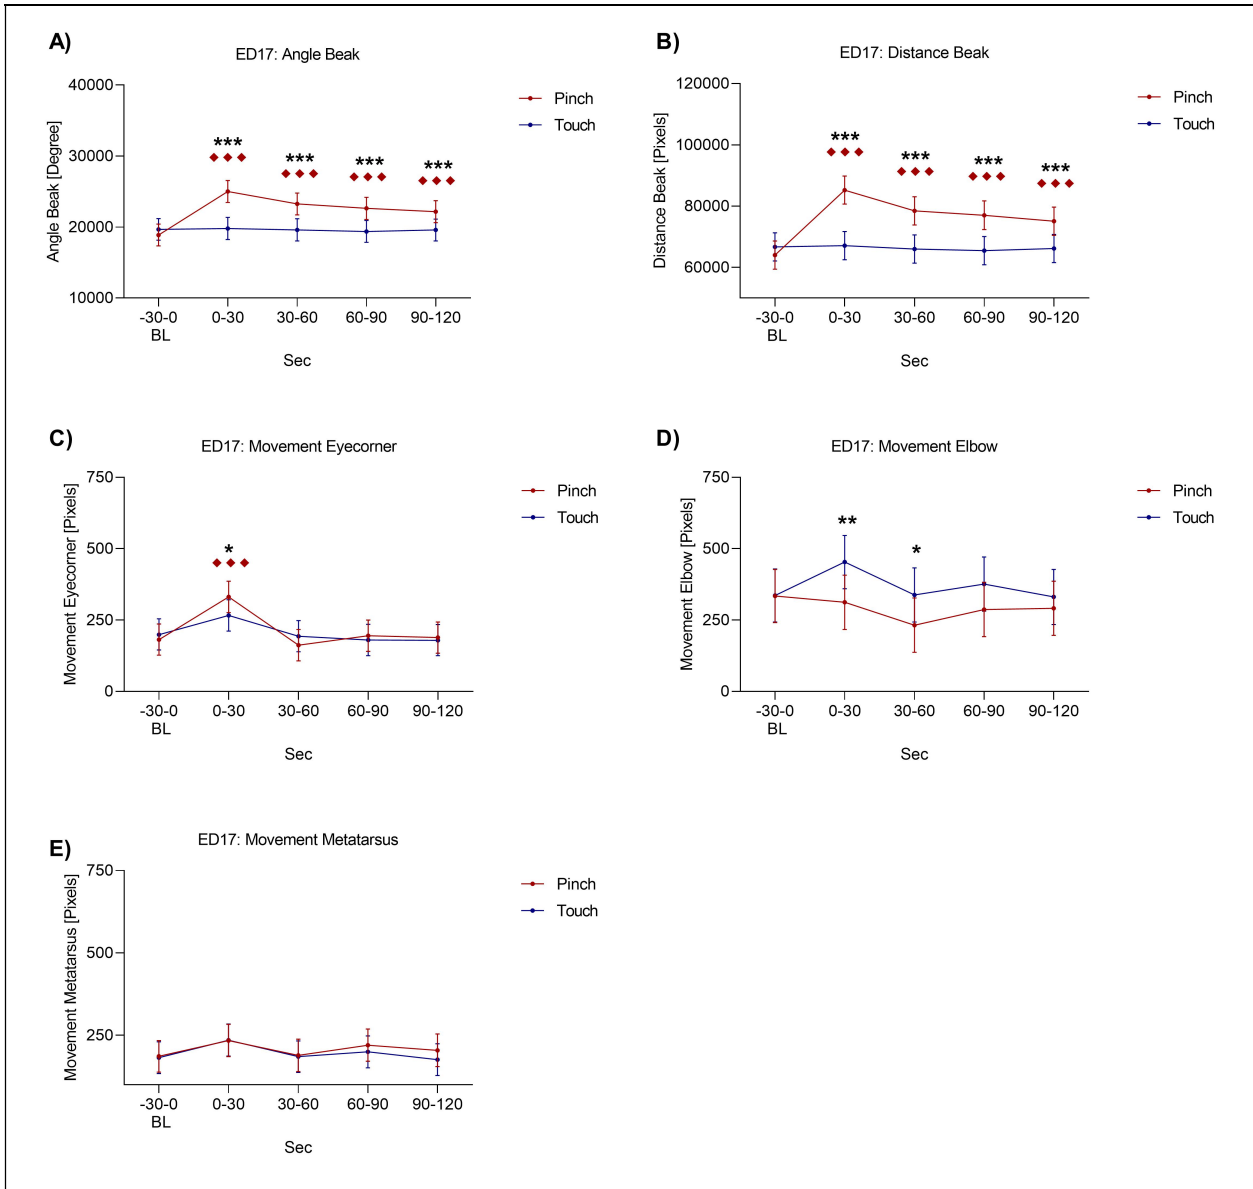 A)
ED17: Angle Beak
40000
30000
20000
10000
Angle Beak [Degree]
***
◆◆◆
***
◆◆◆
***
◆◆◆
***
◆◆◆
Pinch
Touch
-30-0 0-30 30-60 60-90 90-120
BL
Sec
B)
ED17: Distance Beak
120000
100000
80000
60000
Distance Beak [Pixels]
***
◆◆◆
***
◆◆◆
***
◆◆◆
***
◆◆◆
Pinch
Touch
-30-0 0-30 30-60 60-90 90-120
BL
Sec
C)
ED17: Movement Eyecorner
750
500
250
0
Movement Eyecorner [Pixels]
*
◆◆◆
Pinch
Touch
-30-0 0-30 30-60 60-90 90-120
BL
Sec
D)
ED17: Movement Elbow
750
500
250
0
Movement Elbow [Pixels]
**
*
Pinch
Touch
-30-0 0-30 30-60 60-90 90-120
BL
Sec
E)
ED17: Movement Metatarsus
750
500
250
Movement Metatarsus [Pixels]
Pinch
Touch
-30-0 0-30 30-60 60-90 90-120
BL
Sec